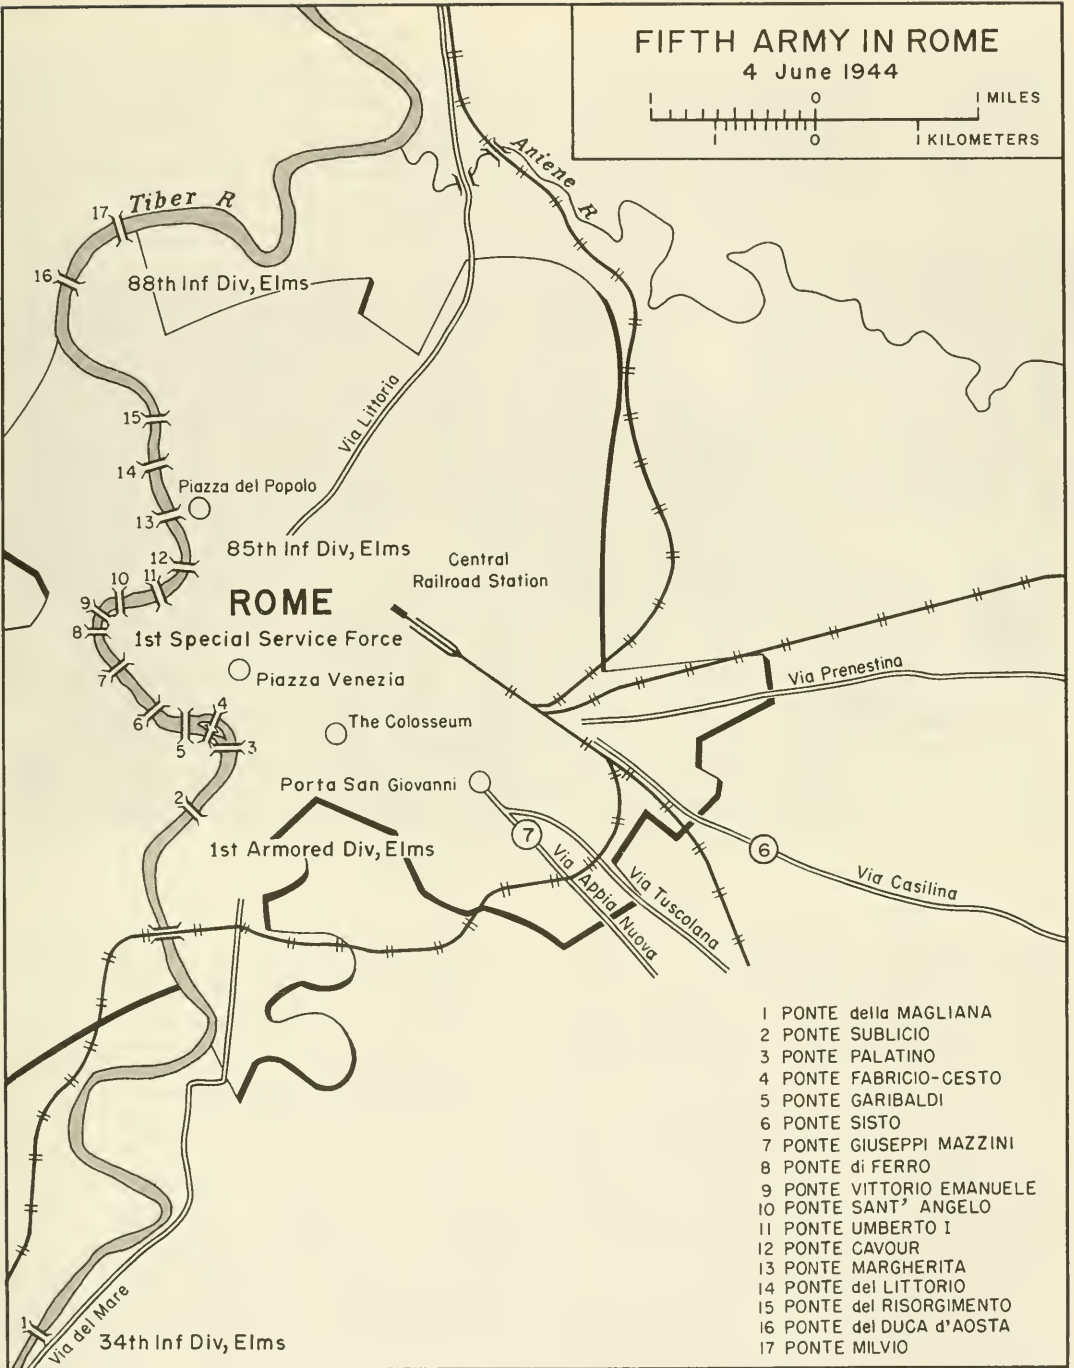 FIFTH ARMY IN ROME
4 June 1944
1 0 1 MILES
1 0 1 KILOMETERS
Aniene R
Tiber R
17
16
88th Inf Div, Elms
Via Littoria
15
14
Piazza del Popolo
13
85th Inf Div, Elms
12
Central
Railroad Station
11
10
9
ROME
8
1st Special Service Force
7
Piazza Venezia
Via Prenestina
6
5
4
3
The Colosseum
Porta San Giovanni
2
7
6
1st Armored Div, Elms
Via Appia Nuova
Via Tuscolana
Via Casilina
1
Via del Mare
34th Inf Div, Elms
1 PONTE della MAGLIANA
2 PONTE SUBLICIO
3 PONTE PALATINO
4 PONTE FABRICIO-CESTO
5 PONTE GARIBALDI
6 PONTE SISTO
7 PONTE GIUSEPPI MAZZINI
8 PONTE di FERRO
9 PONTE VITTORIO EMANUELE
10 PONTE SANT' ANGELO
11 PONTE UMBERTO I
12 PONTE CAVOUR
13 PONTE MARGHERITA
14 PONTE del LITTORIO
15 PONTE del RISORGIMENTO
16 PONTE del DUCA d'AOSTA
17 PONTE MILVIO